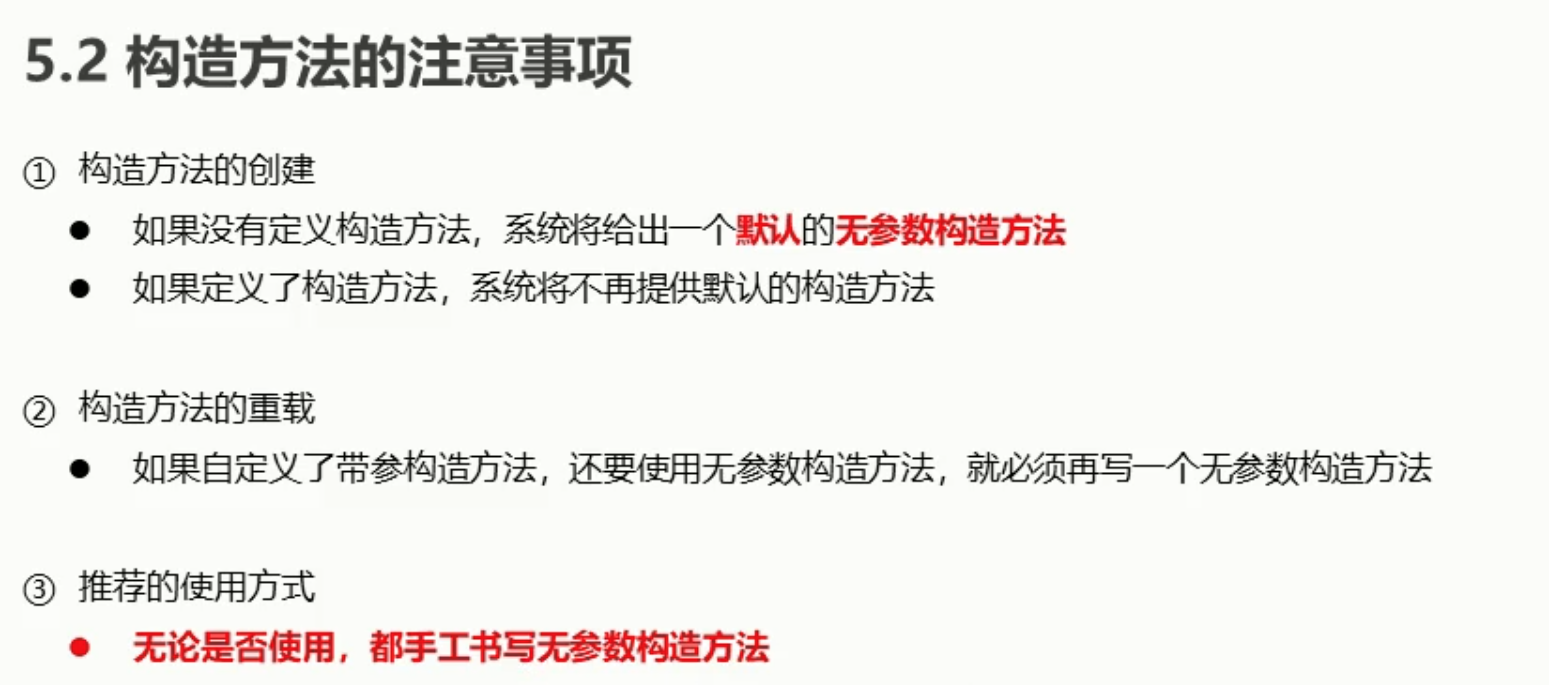 5.2 构造方法的注意事项
① 构造方法的创建
● 如果没有定义构造方法，系统将给出一个默认的无参数构造方法
● 如果定义了构造方法，系统将不再提供默认的构造方法
② 构造方法的重载
● 如果自定义了带参构造方法，还要使用无参数构造方法，就必须再写一个无参数构造方法
③ 推荐的使用方式
● 无论是否使用，都手工书写无参数构造方法